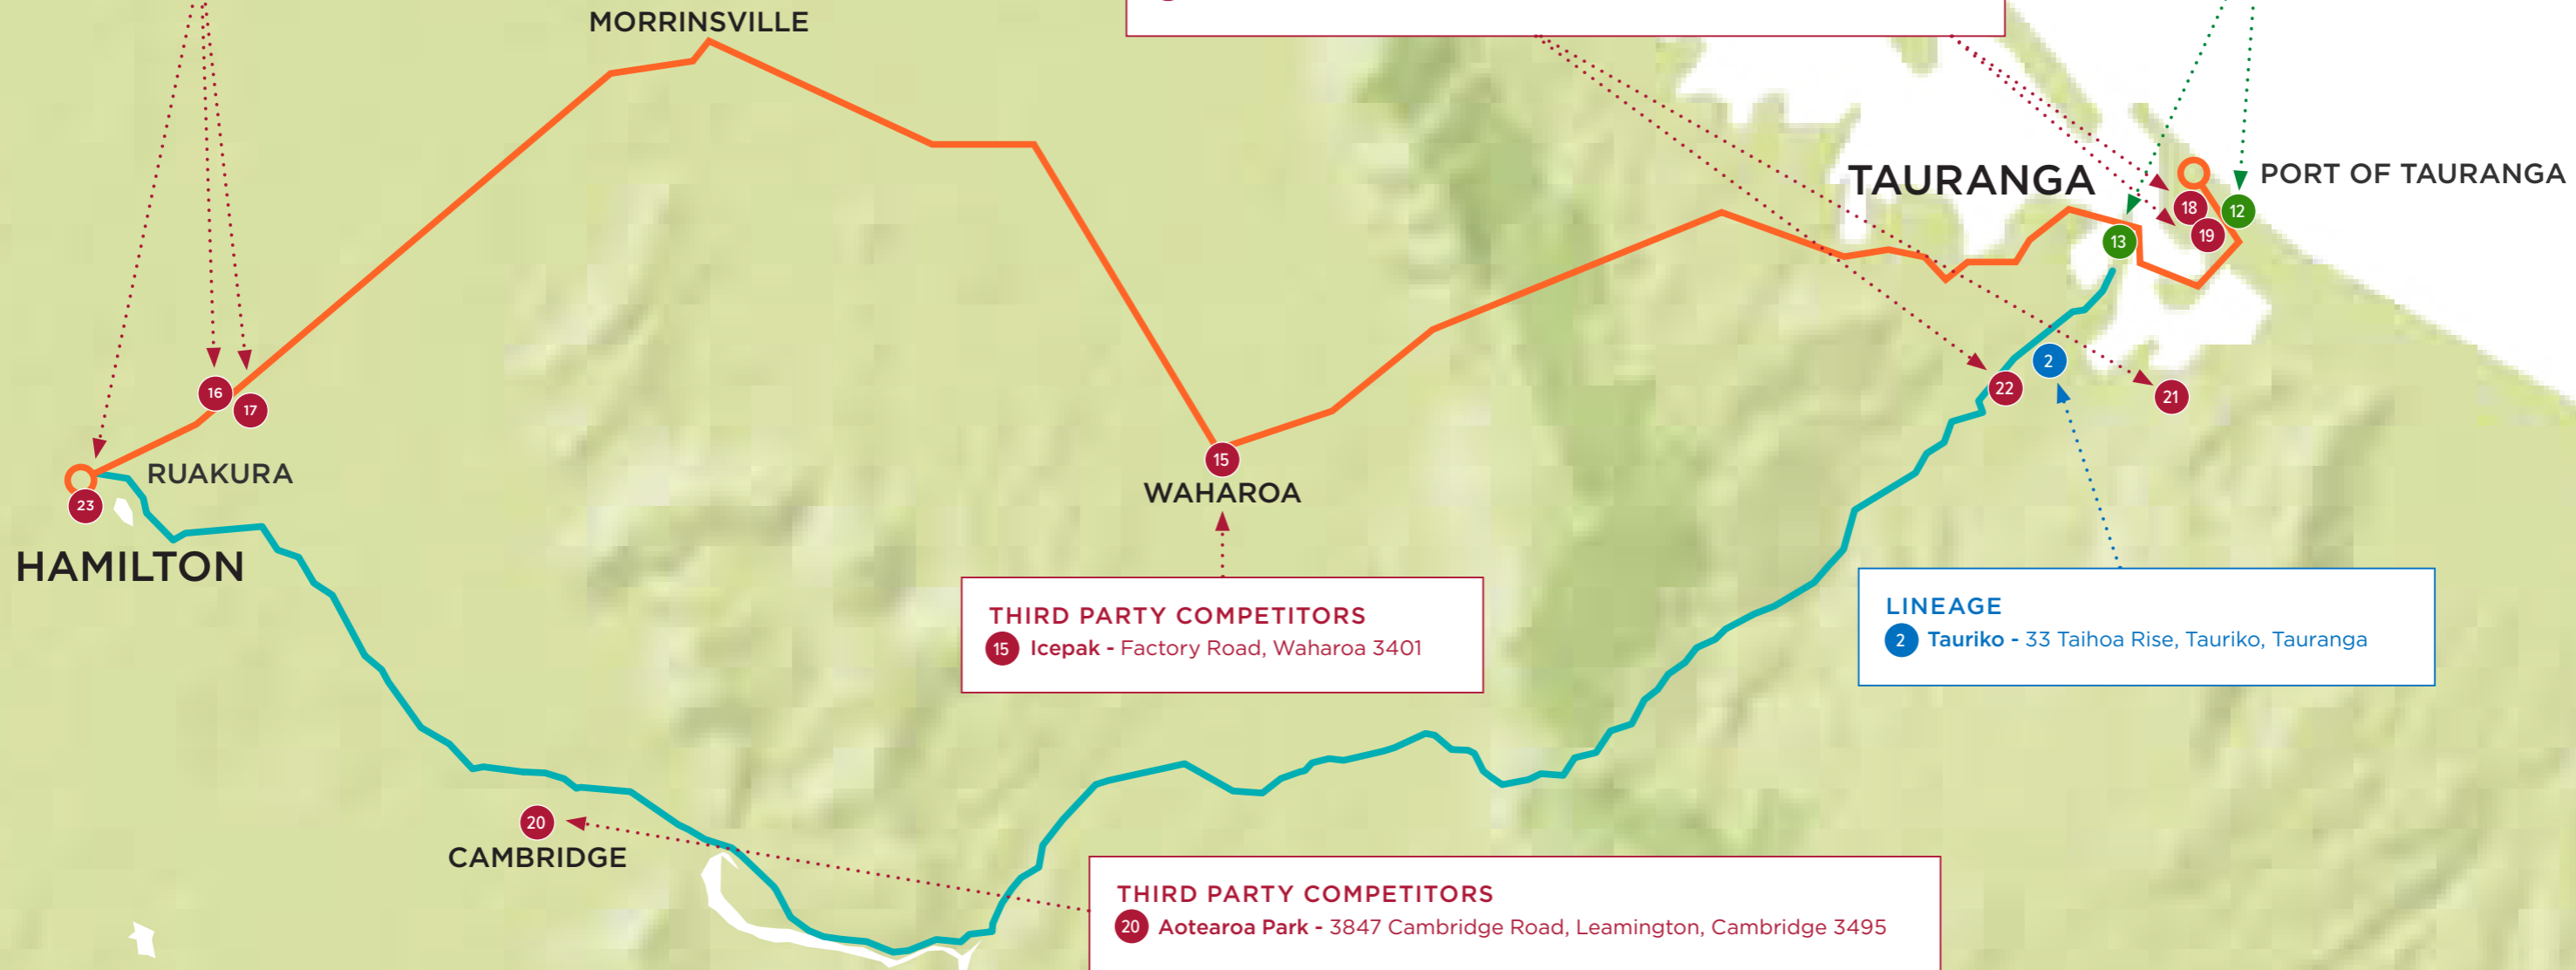 MORRINSVILLE
TAURANGA
PORT OF TAURANGA
18
12
19
13
2
22
21
16
17
15
WAHAROA
RUAKURA
23
HAMILTON
THIRD PARTY COMPETITORS
15 Icepak - Factory Road, Waharoa 3401
LINEAGE
2 Tauriko - 33 Taihoa Rise, Tauriko, Tauranga
20
CAMBRIDGE
THIRD PARTY COMPETITORS
20 Aotearoa Park - 3847 Cambridge Road, Leamington, Cambridge 3495